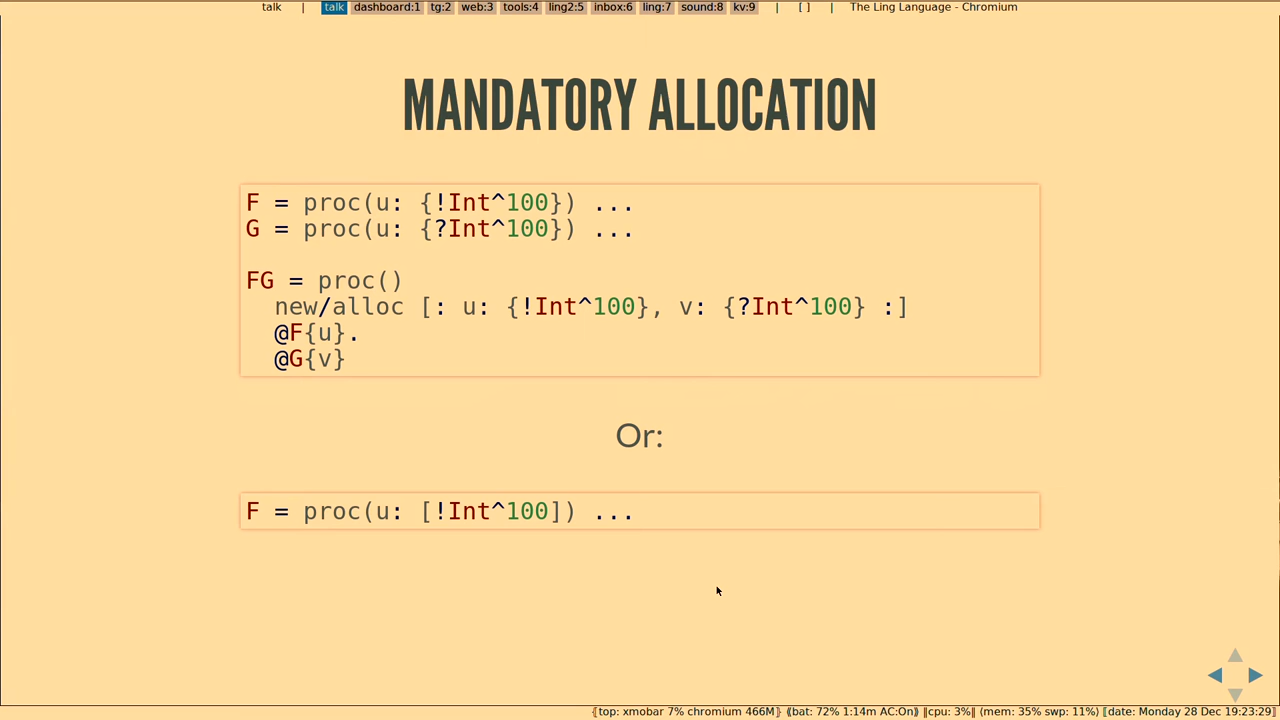 talk | talk dashboard:1 tg:2 web:3 tools:4 ling2:5 inbox:6 ling:7 sound:8 kv:9 | [ ] | The Ling Language - Chromium
MANDATORY ALLOCATION
F = proc(u: {!Int^100}) ...
G = proc(u: {?Int^100}) ...
FG = proc()
new/alloc [: u: {!Int^100}, v: {?Int^100} :]
@F{u}.
@G{v}
Or:
F = proc(u: [!Int^100]) ...
⦃top: xmobar 7% chromium 466M⦄ ⟪bat: 72% 1:14m AC:On⟫ ‖cpu: 3%‖ ⟮mem: 35% swp: 11%⟯ ⟦date: Monday 28 Dec 19:23:29⟧